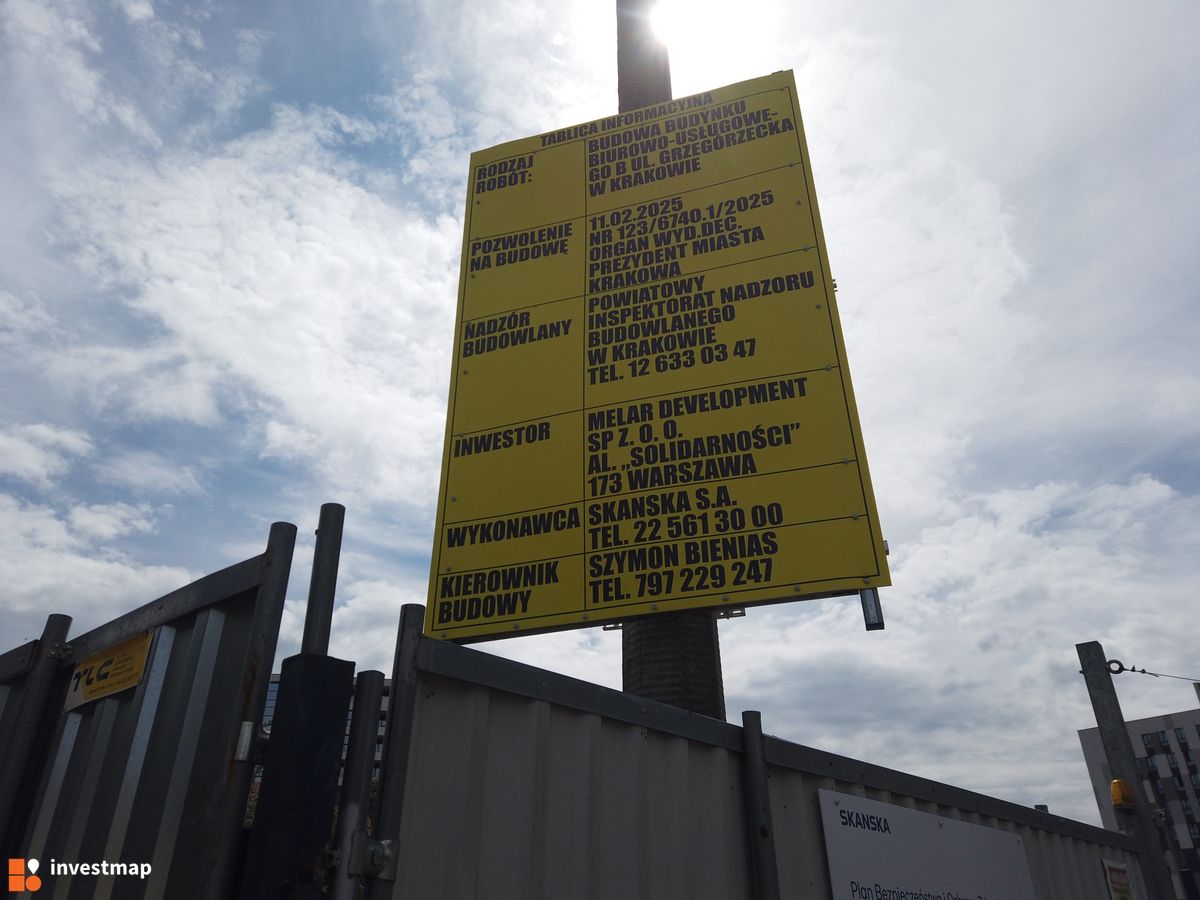 TABLICA INFORMACYJNA
RODZAJ
ROBÓT:
BUDOWA BUDYNKU
BIUROWO-USŁUGOWE-
GO B UL. GRZEGÓRZECKA
W KRAKOWIE
POZWOLENIE
NA BUDOWĘ
11.02.2025
NR 123/6740.1/2025
ORGAN WYD.DEC.
PREZYDENT MIASTA
KRAKOWA
NADZÓR
BUDOWLANY
POWIATOWY
INSPEKTORAT NADZORU
BUDOWLANEGO
W KRAKOWIE
TEL. 12 633 03 47
INWESTOR
MELAR DEVELOPMENT
SP Z. O. O.
AL. „SOLIDARNOŚCI”
173 WARSZAWA
WYKONAWCA
SKANSKA S.A.
TEL. 22 561 30 00
KIEROWNIK
BUDOWY
SZYMON BIENIAS
TEL. 797 229 247
TLC
SKANSKA
Plan Bezpieczeństwa i
investmap